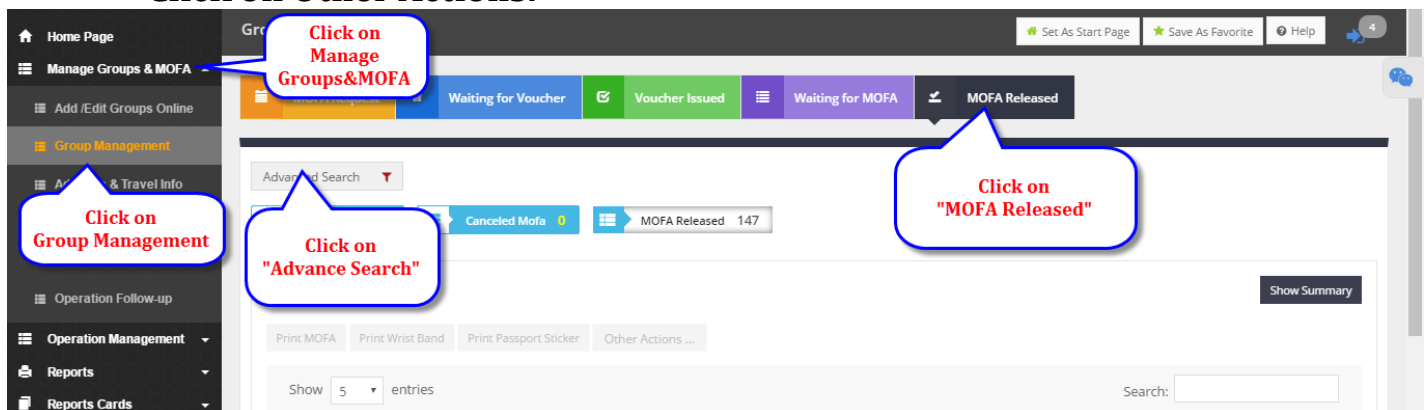 Click on Other Actions.
Home Page
Manage Groups & MOFA
Add /Edit Groups Online
Group Management
& Travel Info
Operation Follow-up
Operation Management
Reports
Reports Cards
Click on
Manage
Groups&MOFA
Set As Start Page
Save As Favorite
Help
4
Waiting for Voucher
Voucher Issued
Waiting for MOFA
MOFA Released
Click on
Group Management
Click on
"Advance Search"
Click on
"MOFA Released"
Search
Canceled Mofa 0
MOFA Released 147
Show Summary
Print MOFA
Print Wrist Band
Print Passport Sticker
Other Actions ...
Show 5 entries
Search: